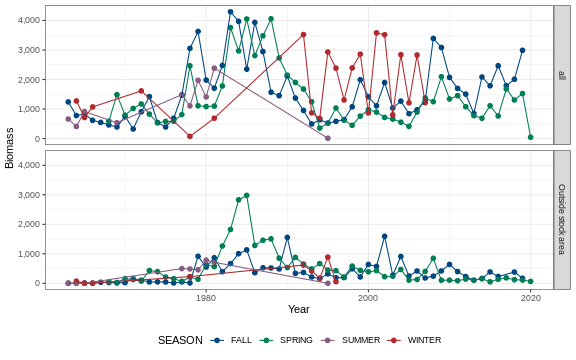 4,000
3,000
2,000
1,000
0
all
4,000
3,000
2,000
1,000
0
Outside stock area
Biomass
1980
2000
2020
Year
SEASON FALL SPRING SUMMER WINTER